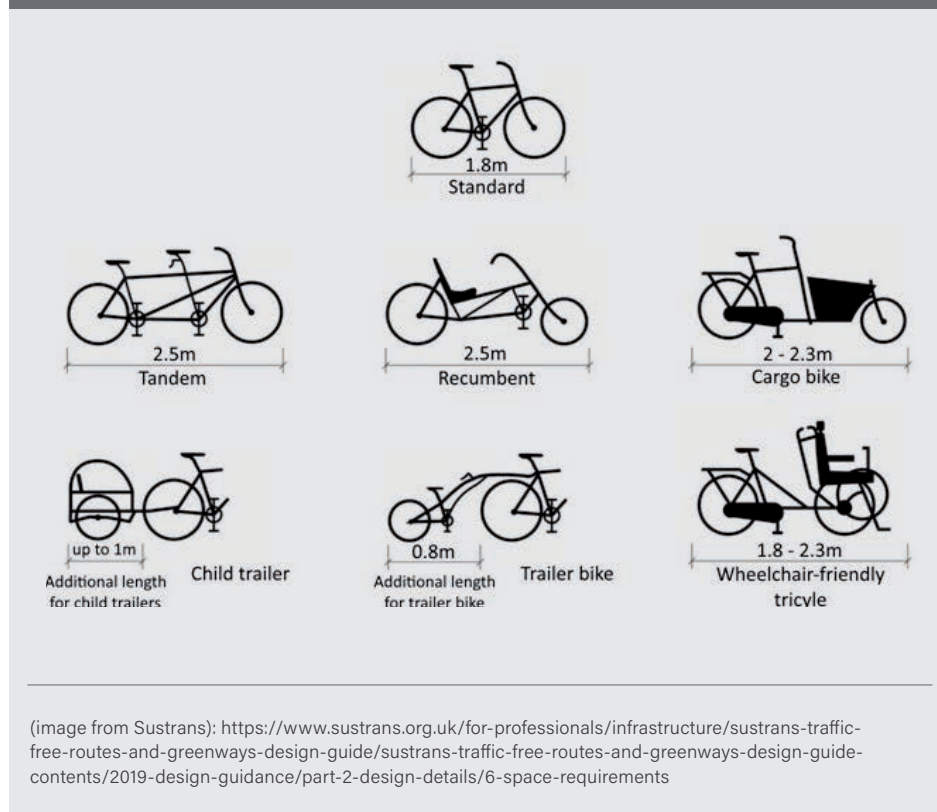 1.8m
Standard
2.5m
Tandem
2.5m
Recumbent
2 - 2.3m
Cargo bike
up to 1m
Additional length
for child trailers
Child trailer
0.8m
Additional length
for trailer bike
Trailer bike
1.8 - 2.3m
Wheelchair-friendly
tricyle
(image from Sustrans): https://www.sustrans.org.uk/for-professionals/infrastructure/sustrans-traffic-
free-routes-and-greenways-design-guide/sustrans-traffic-free-routes-and-greenways-design-guide-
contents/2019-design-guidance/part-2-design-details/6-space-requirements